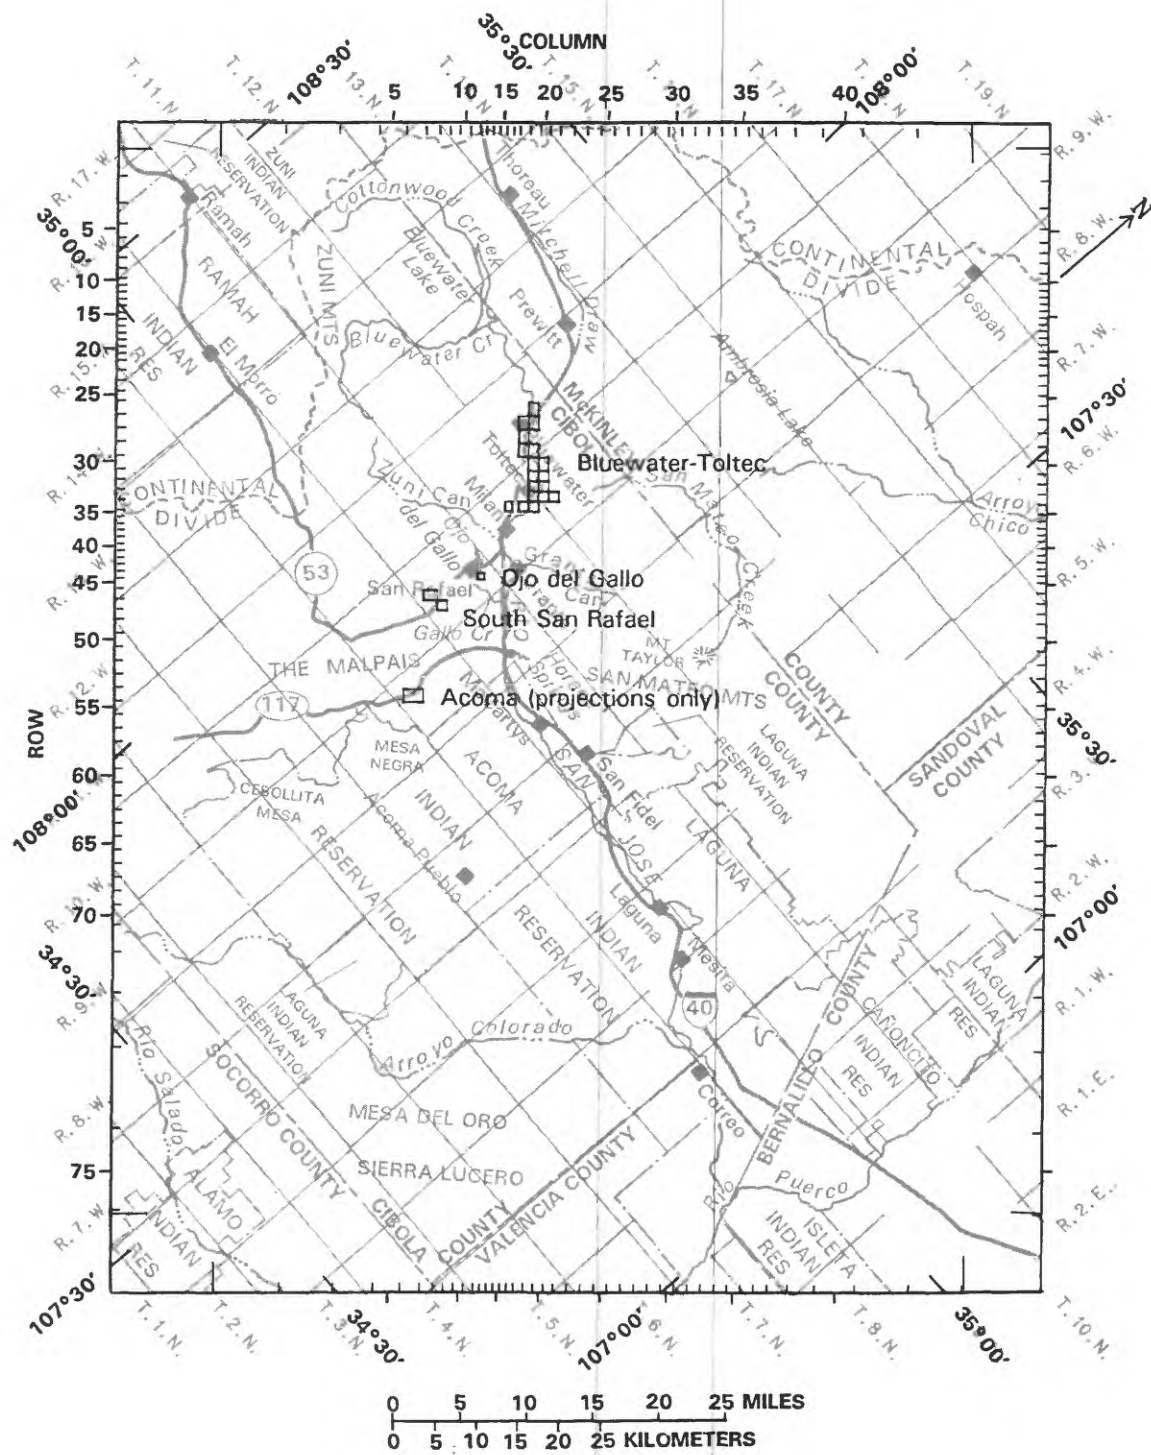 COLUMN
108°30'
35°30'
108°00'
T. 11. N.
T. 12. N.
13. N.
T. 15. N.
T. 17. N
T. 19. N.
5 10 15 20 25 30 35 40
R. 17. W.
R. 9. W.
ZUNI
INDIAN
RESERVATION
Thoreau
Cottonwood Creek
Mitchell Draw
N
35°00'
Ramah
R. 8. W.
ZUNI MTS
Bluewater
Lake
CONTINENTAL
DIVIDE
Hospah
RAMAH
INDIAN
RES
Prewitt
R. 7. W.
Bluewater Cr
El Morro
R. 15.
Ambrosia Lake
107°30'
McKINLEY
CIBOLA
R. 6. W.
Toltec
Bluewater
Bluewater-Toltec
Zuni Can
Milan
San Mateo
Creek
CONTINENTAL
DIVIDE
Arroyo
Chico
Ojo
del Gallo
R. 5. W.
53
Grants
Can
Ojo del Gallo
San Rafael
South San Rafael
Gallo Cr
MT
TAYLOR
THE MALPAIS
SAN MATEO MTS
COUNTY
COUNTY
R. 4. W.
R. 12. W
Horace
Springs
117
Acoma (projections only)
McCartys
SANDOVAL
COUNTY
35°30'
ROW
5
10
15
20
25
30
35
40
45
50
55
60
65
70
75
MESA
NEGRA
ACOMA
INDIAN
RESERVATION
SAN JOSE
San Fidel
LAGUNA
INDIAN
RESERVATION
R. 3.
CEBOLLITA
MESA
108°00'
Acoma Pueblo
LAGUNA
INDIAN
RESERVATION
R. 2. W.
R. 10. W
Laguna
107°00'
Mesita
34°30'
R. 9. W
40
LAGUNA
INDIAN
RES
R. 1. W.
AGUNA
INDIAN
RESERVATION
Arroyo Colorado
CAÑONCITO
INDIAN
RES
Rio
Salado
SOCORRO COUNTY
CIBOLA COUNTY
Correo
BERNALILLO COUNTY
R. 1. E.
MESA DEL ORO
R. 8. W.
SIERRA LUCERO
VALENCIA COUNTY
Rio Puerco
ALAMO
INDIAN
RES
R. 7. W
ISLETA
INDIAN
RES
R. 2. E.
107°30'
34°30'
107°00'
35°00'
T. 1. N.
T. 2. N.
T. 3. N.
T. 4. N.
T. 5. N.
6. N.
T. 7. N.
T. 8. N.
T. 10. N.
0 5 10 15 20 25 MILES
0 5 10 15 20 25 KILOMETERS